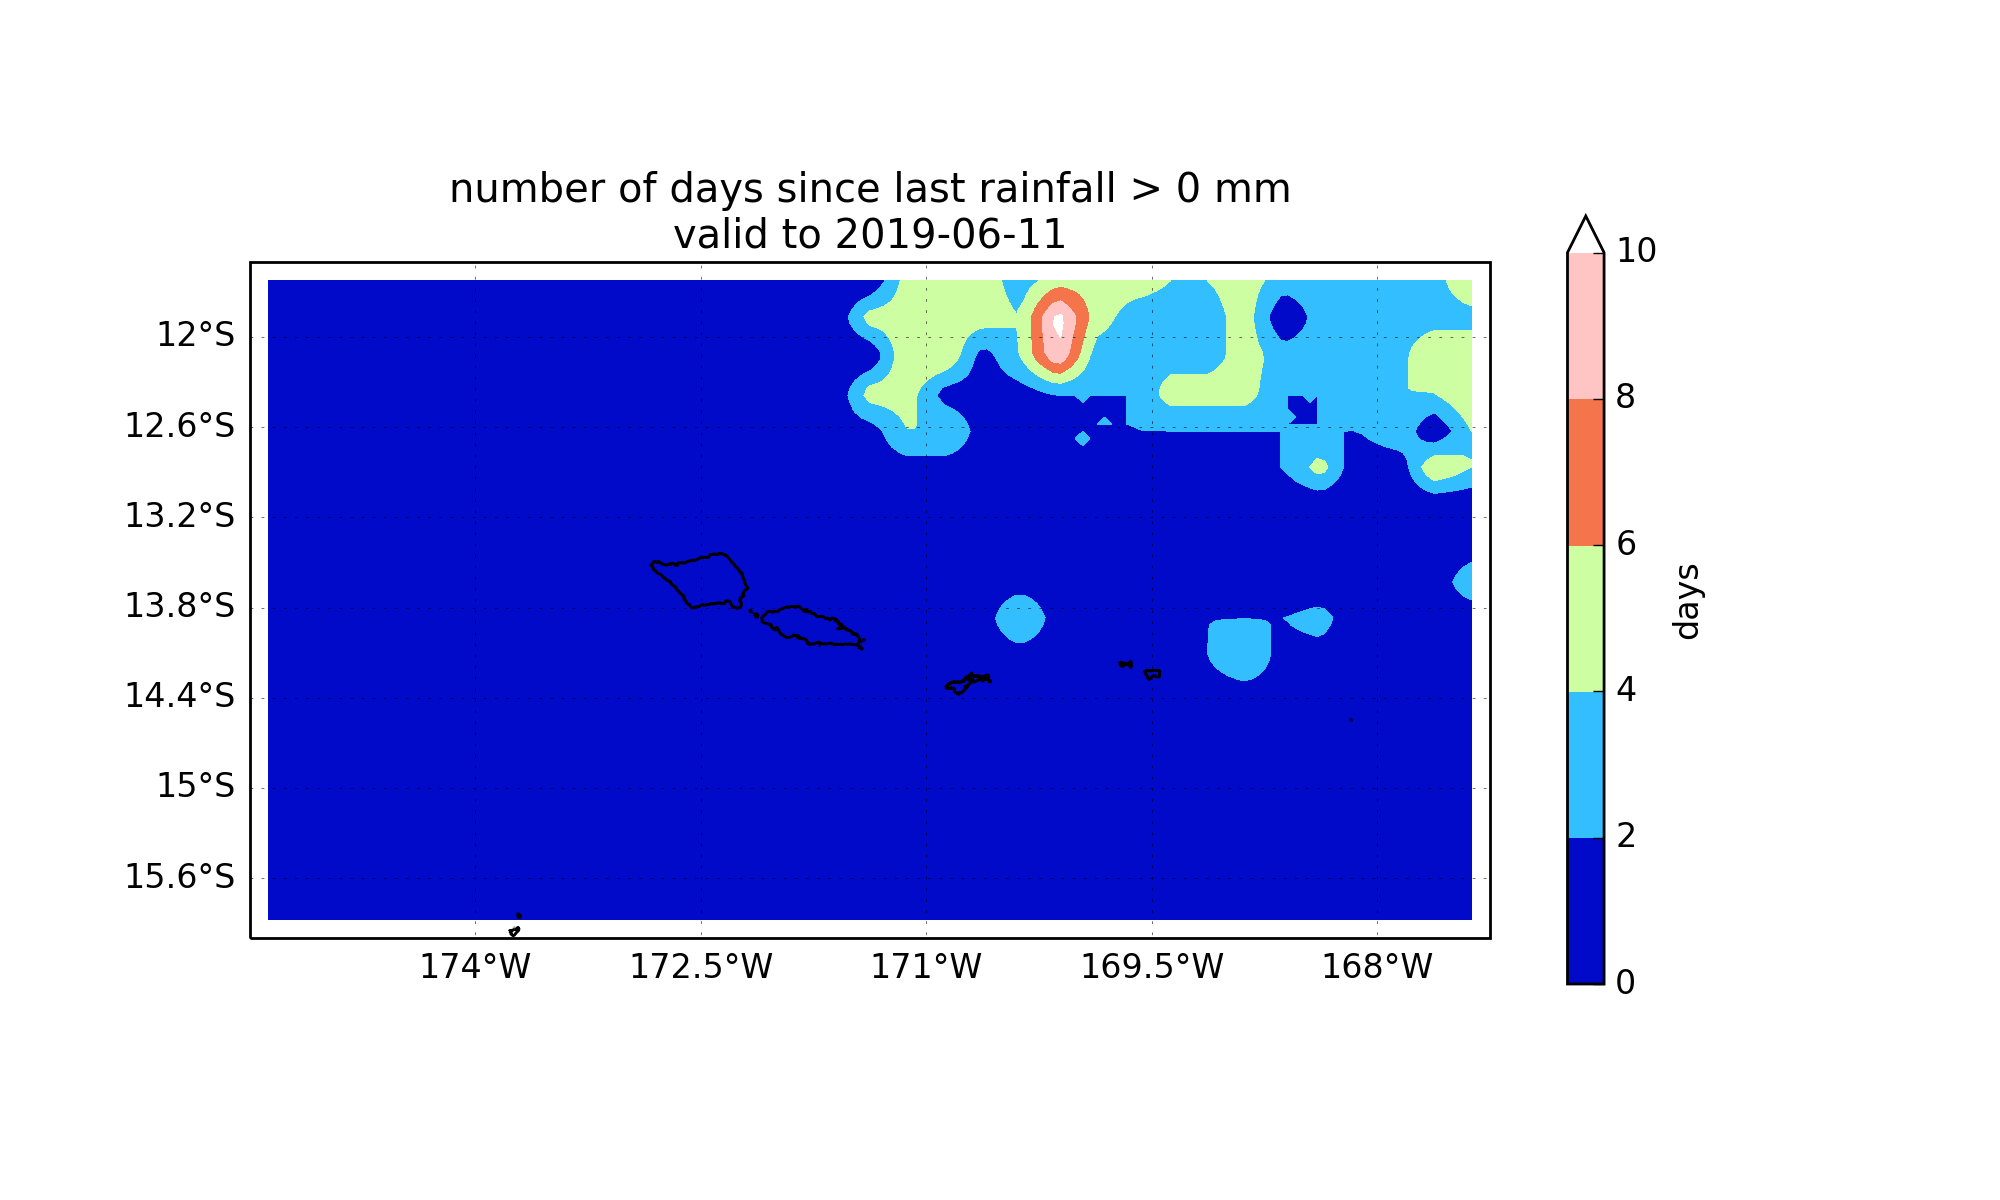 number of days since last rainfall > 0 mm
valid to 2019-06-11
12°S
12.6°S
13.2°S
13.8°S
14.4°S
15°S
15.6°S
174°W
172.5°W
171°W
169.5°W
168°W
10
8
6
4
2
0
days